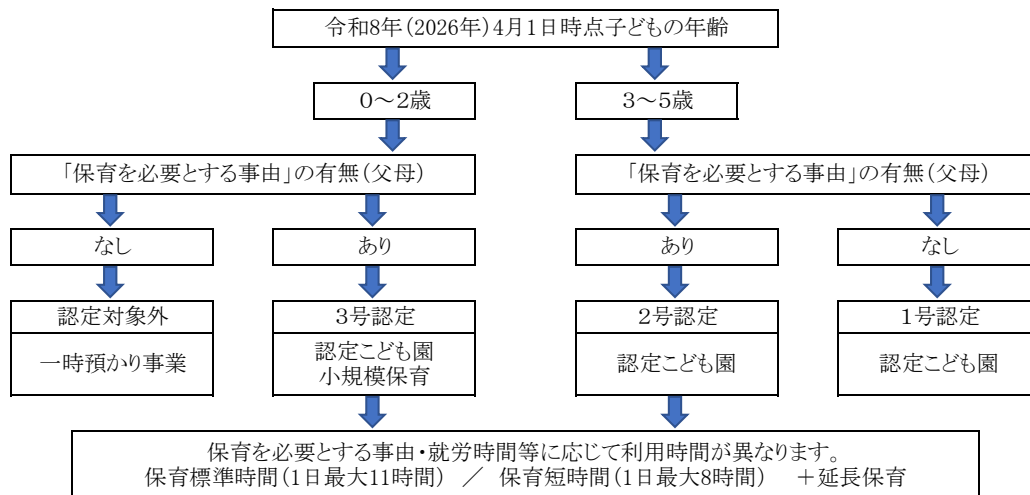 令和8年(2026年)4月1日時点子どもの年齢
0～2歳
3～5歳
「保育を必要とする事由」の有無(父母)
「保育を必要とする事由」の有無(父母)
なし
あり
あり
なし
認定対象外
3号認定
2号認定
1号認定
一時預かり事業
認定こども園
小規模保育
認定こども園
認定こども園
保育を必要とする事由・就労時間等に応じて利用時間が異なります。
保育標準時間(1日最大11時間) ／ 保育短時間(1日最大8時間) ＋延長保育